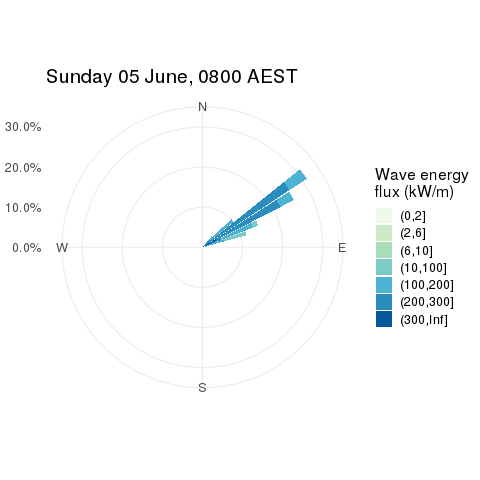 Sunday 05 June, 0800 AEST
N
30.0%
20.0%
10.0%
0.0%
W
E
S
Wave energy
flux (kW/m)
(0,2]
(2,6]
(6,10]
(10,100]
(100,200]
(200,300]
(300,Inf]